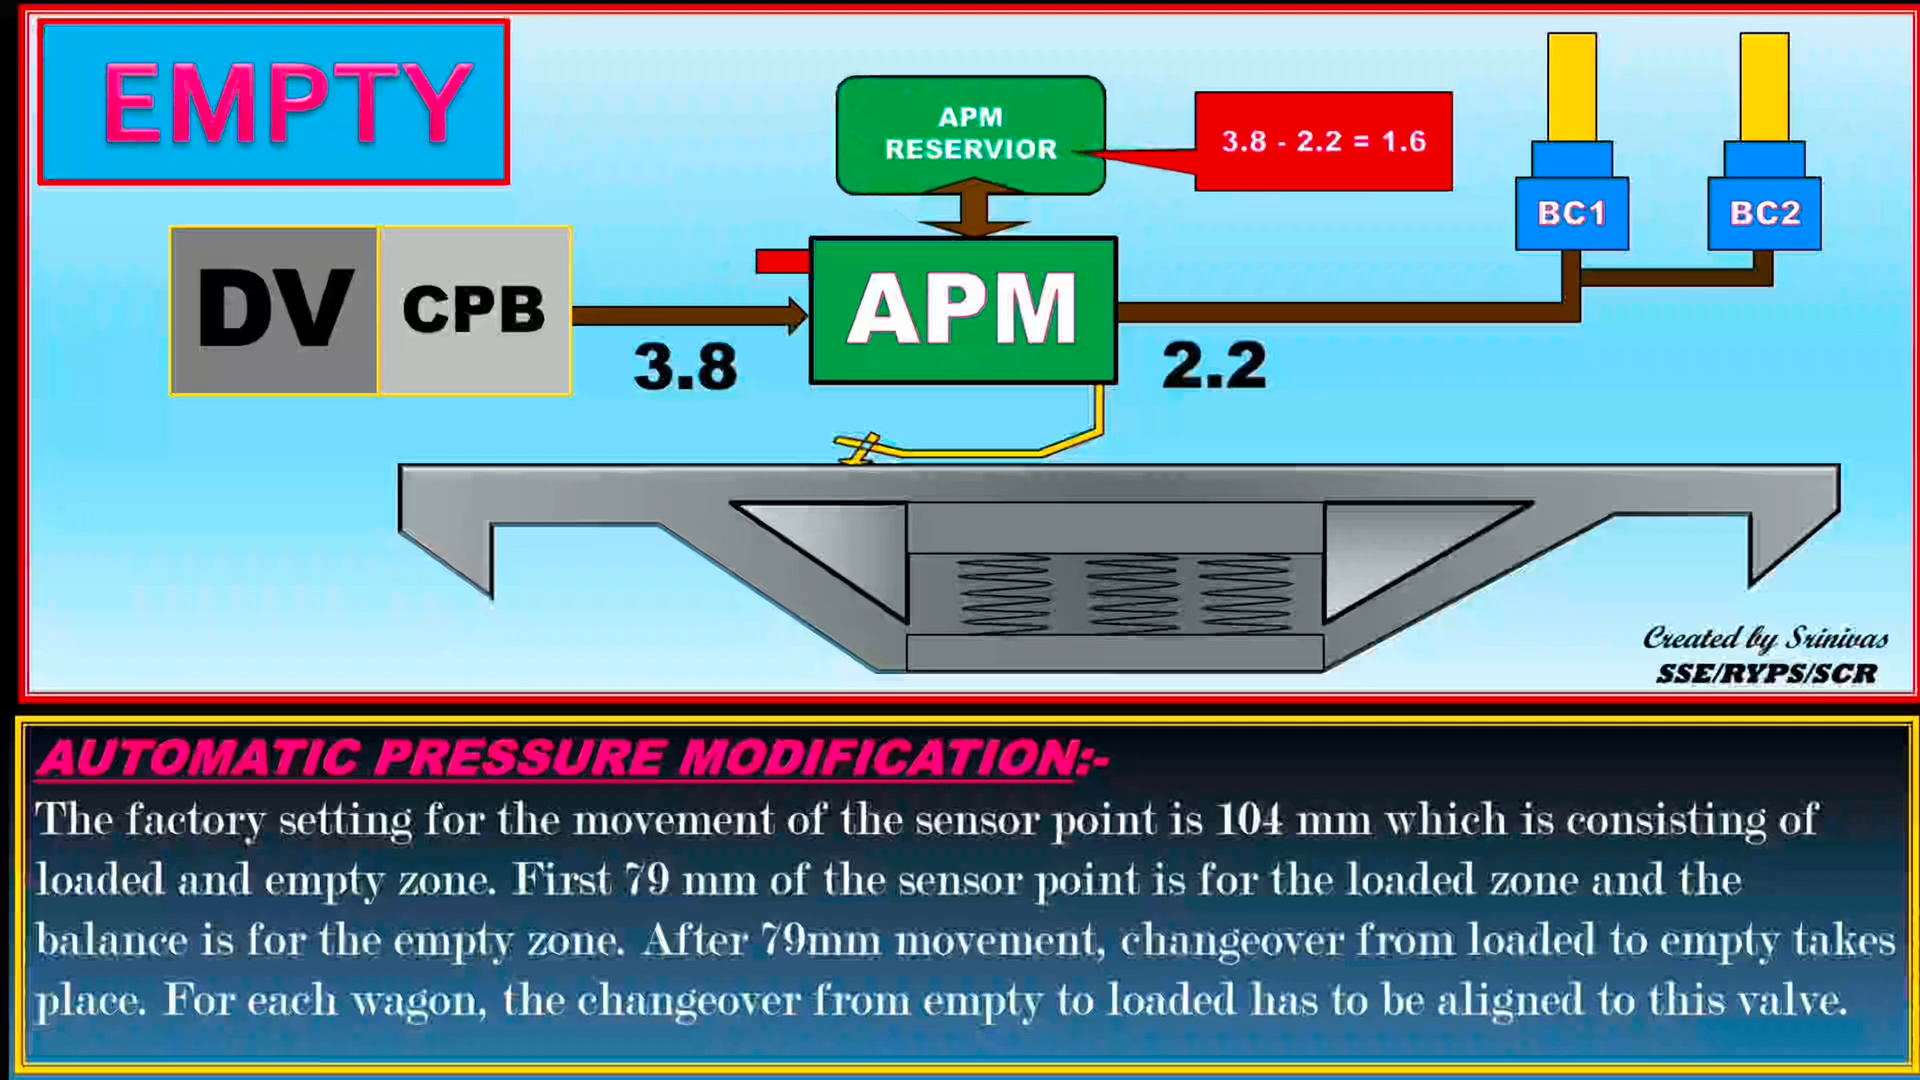 EMPTY
APM
RESERVIOR
3.8 - 2.2 = 1.6
BC1
BC2
DV
CPB
APM
3.8
2.2
Created by Srinivas
SSE/RYPS/SCR
AUTOMATIC PRESSURE MODIFICATION:-
The factory setting for the movement of the sensor point is 104 mm which is consisting of
loaded and empty zone. First 79 mm of the sensor point is for the loaded zone and the
balance is for the empty zone. After 79mm movement, changeover from loaded to empty takes
place. For each wagon, the changeover from empty to loaded has to be aligned to this valve.